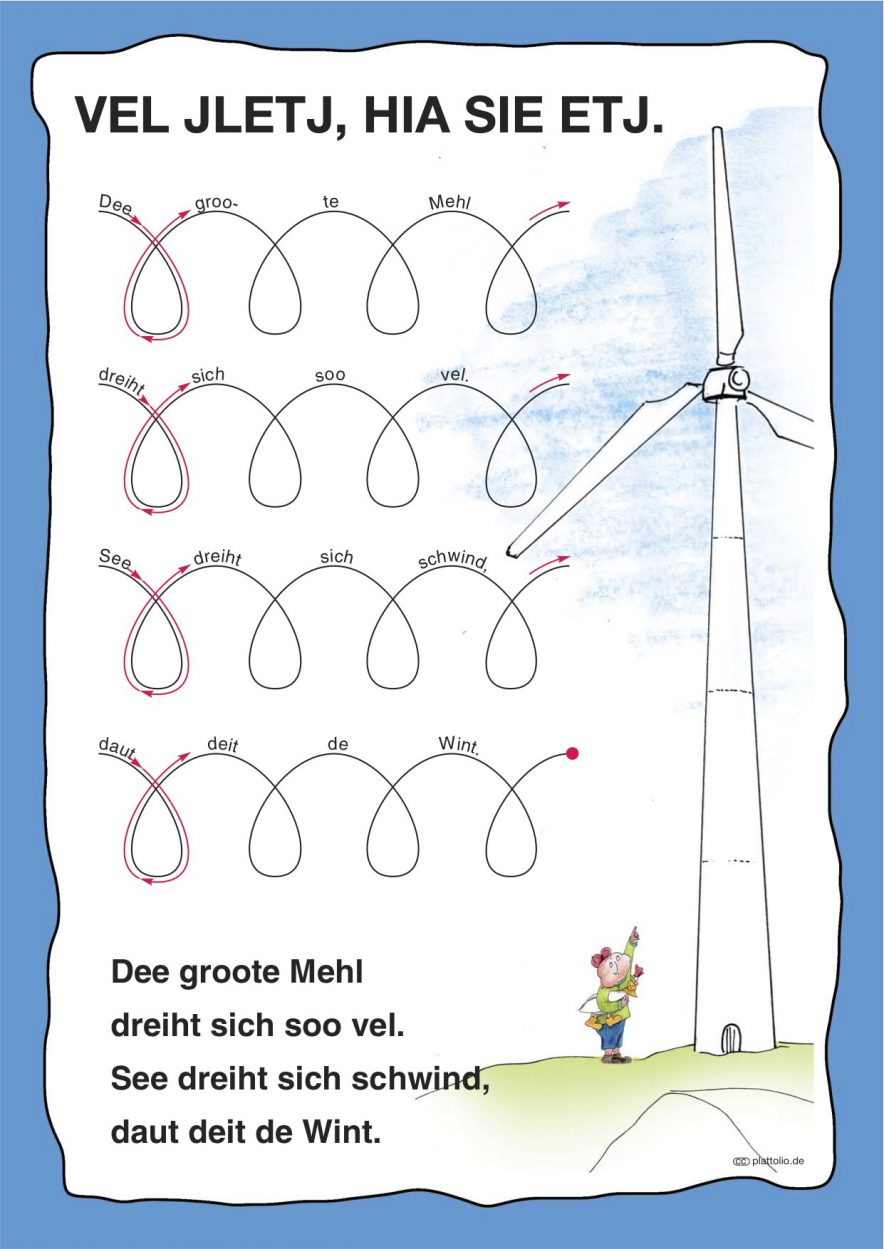 VEL JLETJ, HIA SIE ETJ.
Dee groo- te Mehl
dreiht sich soo vel.
See dreiht sich schwind,
daut deit de Wint.
Dee groote Mehl
dreiht sich soo vel.
See dreiht sich schwind,
daut deit de Wint.
cc plattolio.de